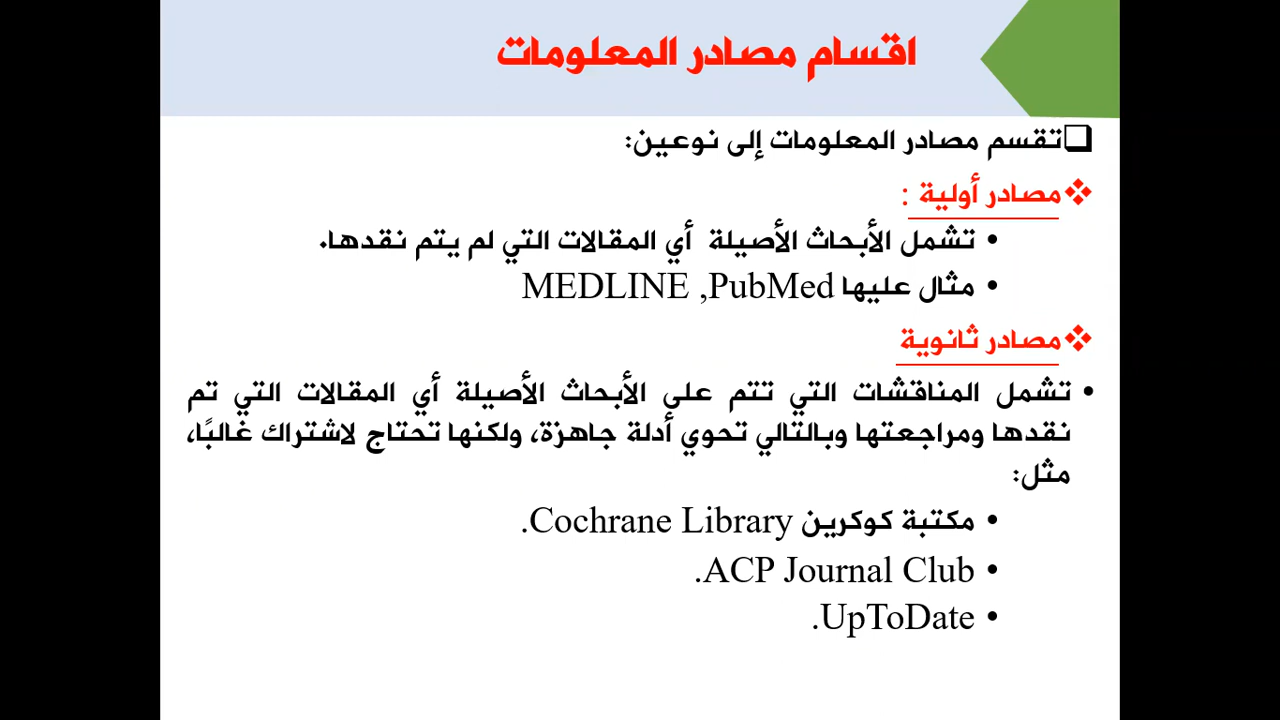 اقسام مصادر المعلومات
❑تقسم مصادر المعلومات إلى نوعين:
❖مصادر أولية :
• تشمل الأبحاث الأصيلة أي المقالات التي لم يتم نقدها.
• مثال عليها MEDLINE ,PubMed
❖مصادر ثانوية
• تشمل المناقشات التي تتم على الأبحاث الأصيلة أي المقالات التي تم
نقدها ومراجعتها وبالتالي تحوي أدلة جاهزة، ولكنها تحتاج لاشتراك غالبًا،
مثل:
• مكتبة كوكرين Cochrane Library.
• ACP Journal Club.
• UpToDate.